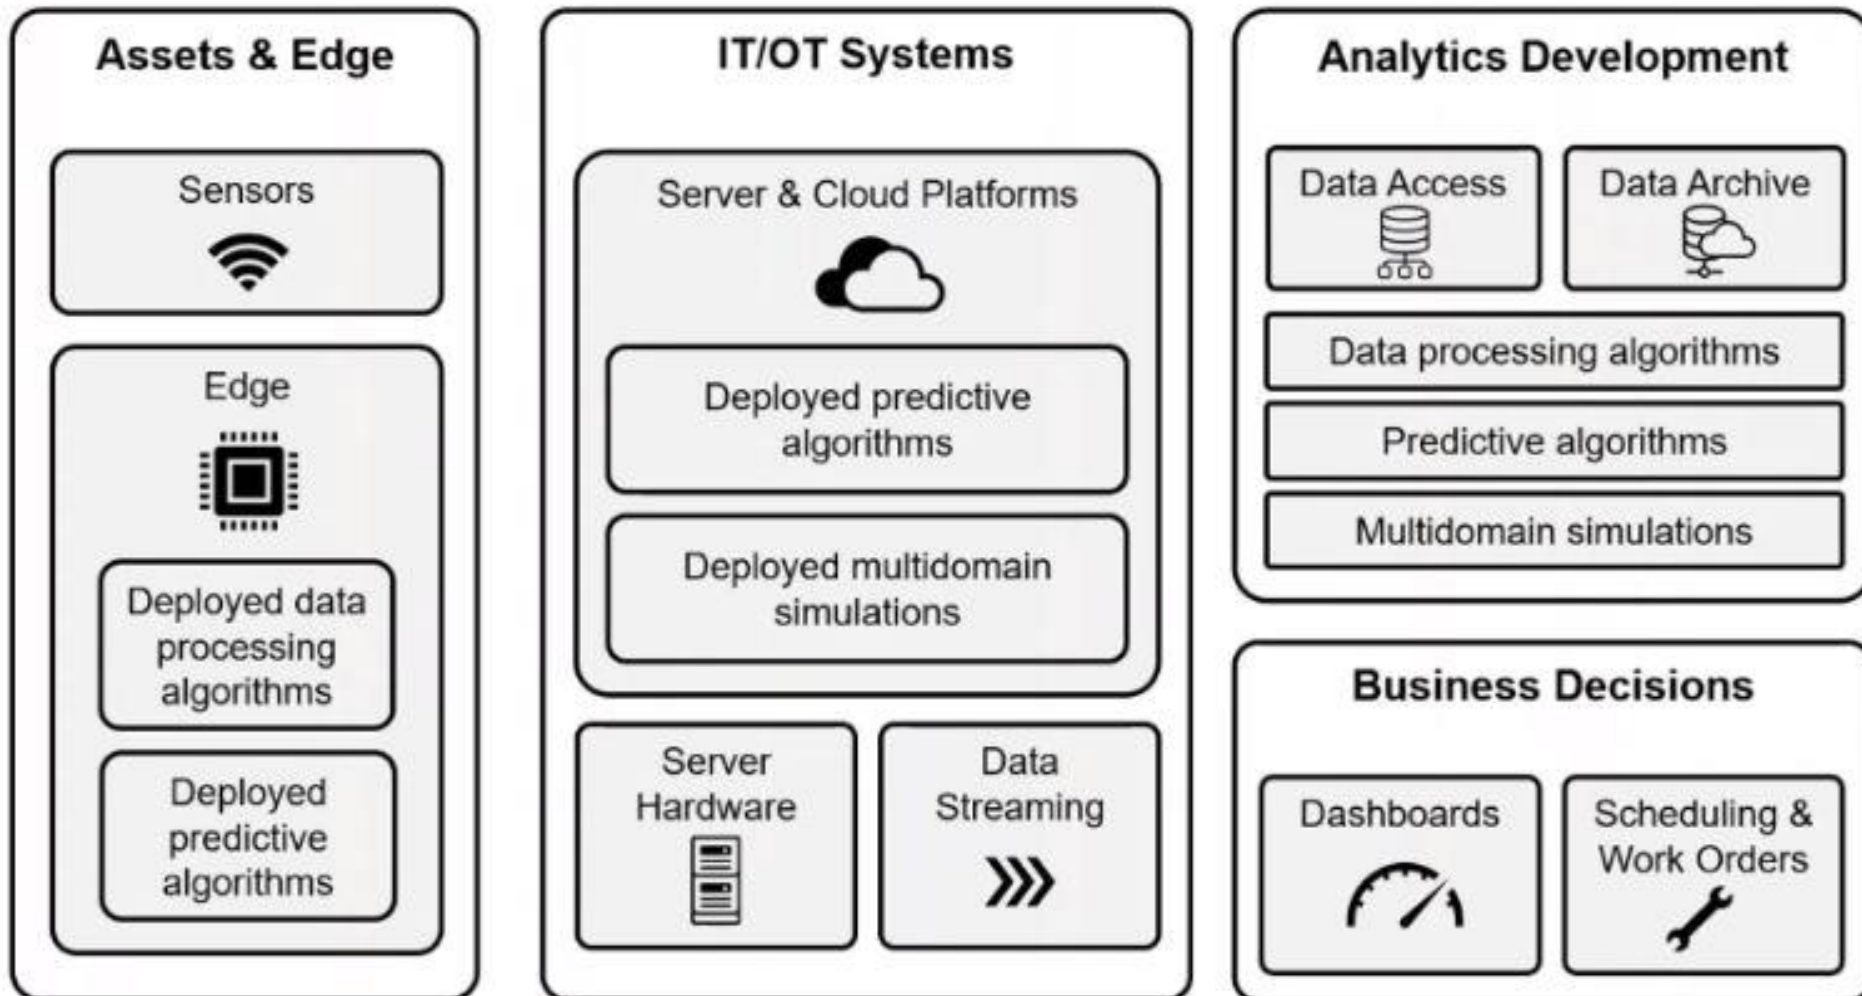 Assets & Edge
Sensors
Edge
Deployed data
processing
algorithms
Deployed
predictive
algorithms
IT/OT Systems
Server & Cloud Platforms
Deployed predictive
algorithms
Deployed multidomain
simulations
Server
Hardware
Data
Streaming
Analytics Development
Data Access
Data Archive
Data processing algorithms
Predictive algorithms
Multidomain simulations
Business Decisions
Dashboards
Scheduling &
Work Orders